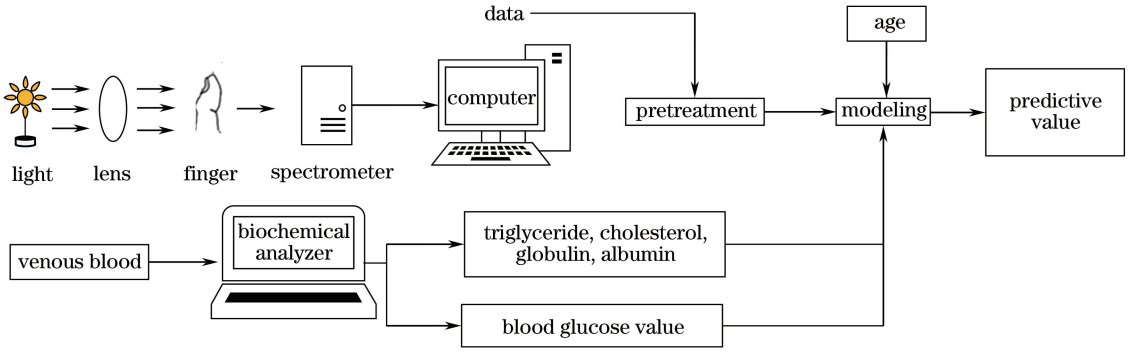 data
age
computer
pretreatment
modeling
predictive
value
light
lens
finger
spectrometer
biochemical
analyzer
triglyceride, cholesterol,
globulin, albumin
venous blood
blood glucose value